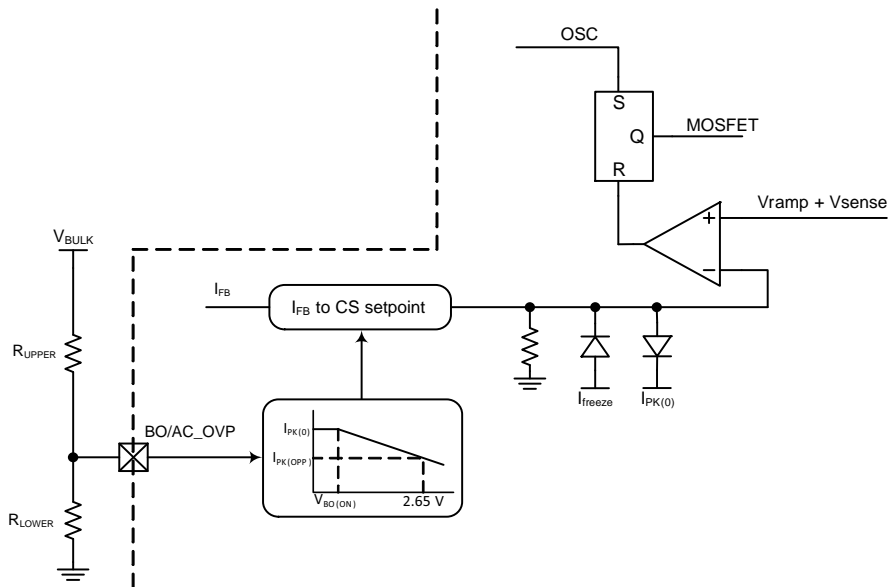 OSC
S
Q
MOSFET
R
Vramp + Vsense
+
−
V_BULK
I_FB
I_FB to CS setpoint
R_UPPER
I_freeze
I_PK(0)
BO/AC_OVP
I_PK(0)
I_PK(OPP)
V_BO(ON)
2.65 V
R_LOWER